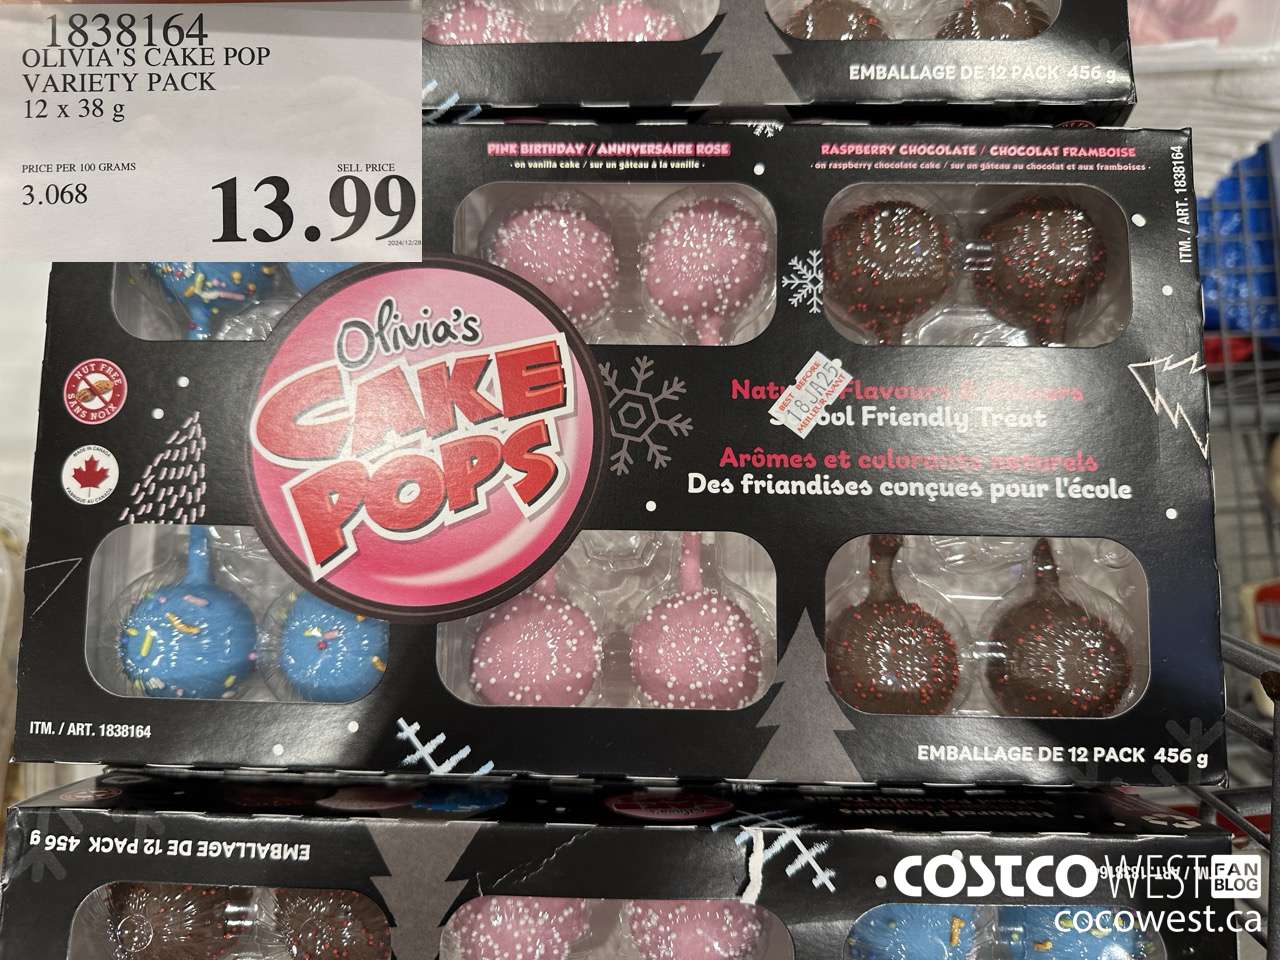 1838164
OLIVIA'S CAKE POP
VARIETY PACK
12 x 38 g
PRICE PER 100 GRAMS
3.068
SELL PRICE
13.99
2024/12/28
EMBALLAGE DE 12 PACK 456 g
PINK BIRTHDAY / ANNIVERSAIRE ROSE
• on vanilla cake / sur un gâteau à la vanille •
RASPBERRY CHOCOLATE / CHOCOLAT FRAMBOISE
• on raspberry chocolate cake / sur un gâteau au chocolat et aux framboises •
ITM. / ART. 1838164
Olivia's
CAKE
POPS
NUT FREE
SANS NOIX
MADE IN CANADA
FABRIQUÉ AU CANADA
Flavours
Friendly Treat
BEST BEFORE
18JA25
MEILLEUR AVANT
Arômes et colorants naturels
Des friandises conçues pour l'école
ITM. / ART. 1838164
EMBALLAGE DE 12 PACK 456 g
EMBALLAGE DE 12 PACK 456 g
COSTCO WEST FAN BLOG
cocowest.ca